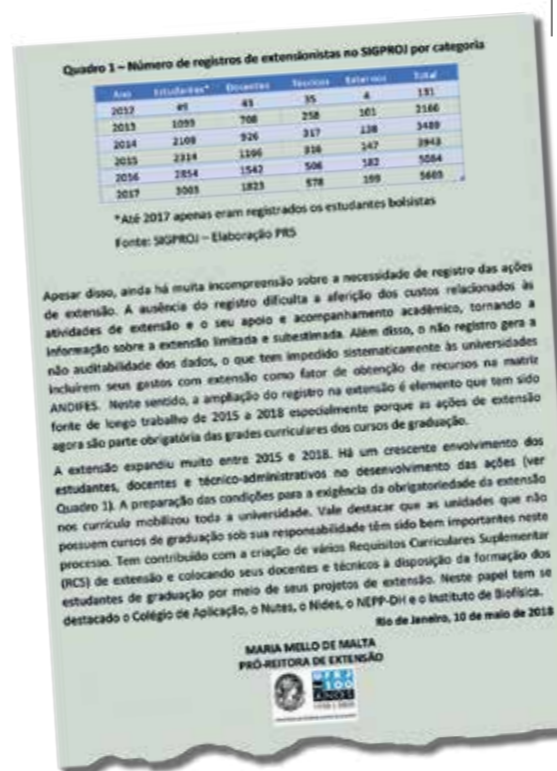 Quadro 1 – Número de registros de extensionistas no SIGPROJ por categoria
Ano Estudantes* Docentes Técnicos Externos Total
2012 49 43 35 4 131
2013 1099 708 258 101 2166
2014 2108 926 317 138 3489
2015 2314 1166 316 147 3943
2016 2854 1542 506 182 5084
2017 3003 1823 578 199 5603
*Até 2017 apenas eram registrados os estudantes bolsistas
Fonte: SIGPROJ – Elaboração PR5
Apesar disso, ainda há muita incompreensão sobre a necessidade de registro das ações
de extensão. A ausência do registro dificulta a aferição dos custos relacionados às
atividades de extensão e o seu apoio e acompanhamento acadêmico, tornando a
informação sobre a extensão limitada e subestimada. Além disso, o não registro gera a
não auditabilidade dos dados, o que tem impedido sistematicamente às universidades
incluírem seus gastos com extensão como fator de obtenção de recursos na matriz
ANDIFES. Neste sentido, a ampliação do registro na extensão é elemento que tem sido
fonte de longo trabalho de 2015 a 2018 especialmente porque as ações de extensão
agora são parte obrigatória das grades curriculares dos cursos de graduação.
A extensão expandiu muito entre 2015 e 2018. Há um crescente envolvimento dos
estudantes, docentes e técnico-administrativos no desenvolvimento das ações (ver
Quadro 1). A preparação das condições para a exigência da obrigatoriedade da extensão
nos currícula mobilizou toda a universidade. Vale destacar que as unidades que não
possuem cursos de graduação sob sua responsabilidade têm sido bem importantes neste
processo. Tem contribuído com a criação de vários Requisitos Curriculares Suplementar
(RCS) de extensão e colocando seus docentes e técnicos à disposição da formação dos
estudantes de graduação por meio de seus projetos de extensão. Neste papel tem se
destacado o Colégio de Aplicação, o Nutes, o Nides, o NEPP-DH e o Instituto de Biofísica.
Rio de Janeiro, 10 de maio de 2018
MARIA MELLO DE MALTA
PRÓ-REITORA DE EXTENSÃO
UFRJ
100
ANOS